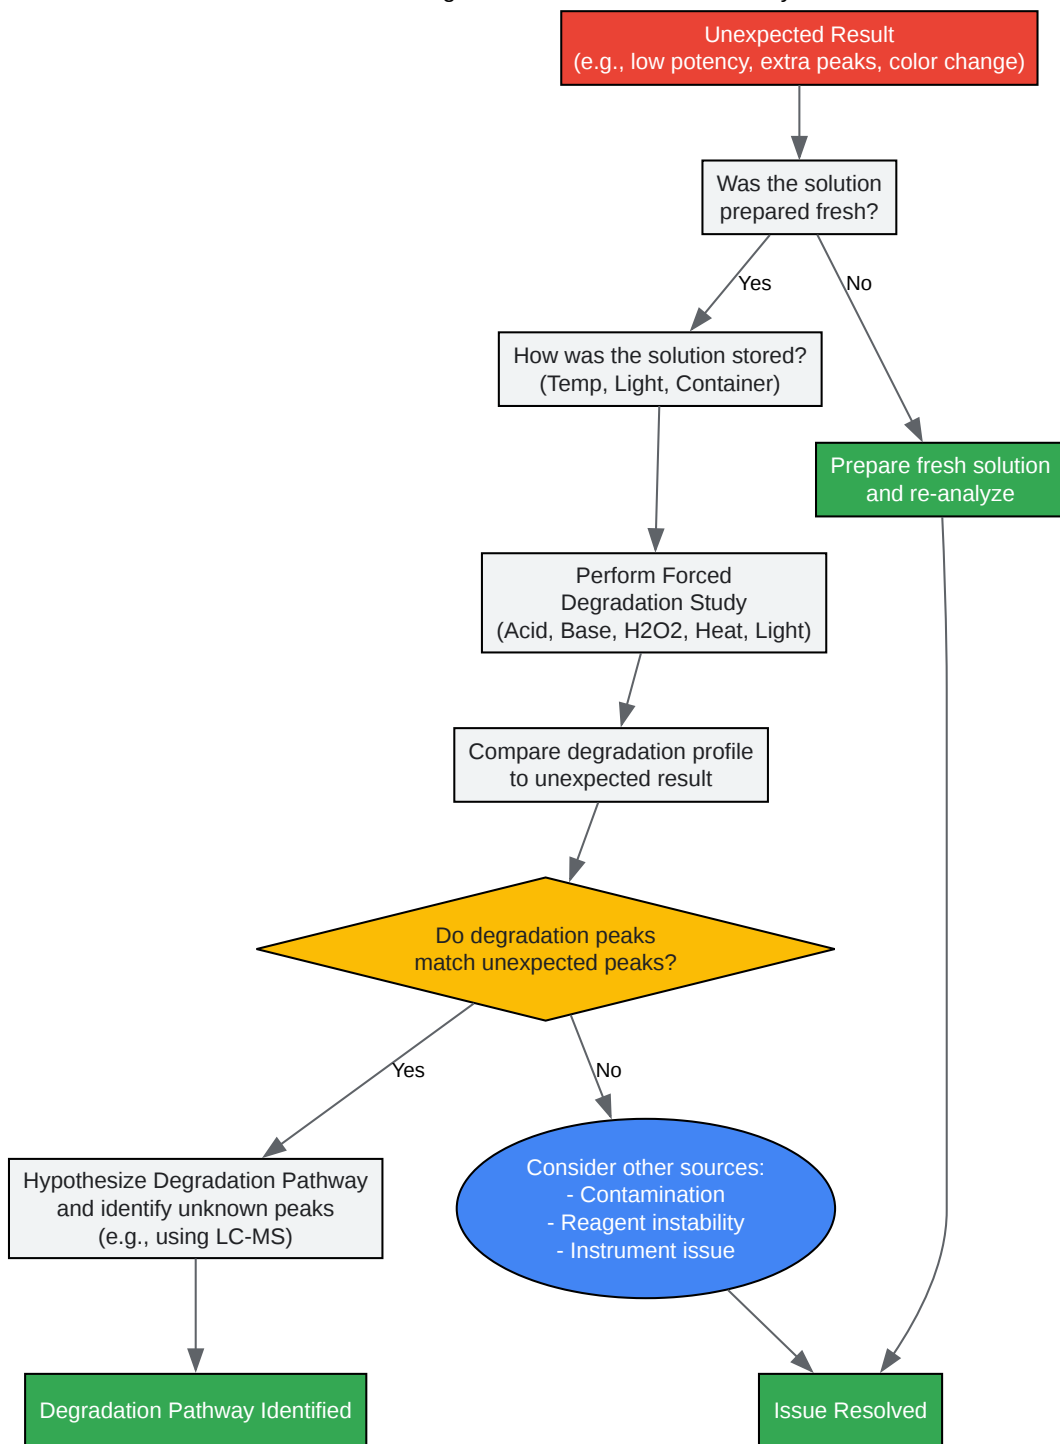 Unexpected Result
(e.g., low potency, extra peaks, color change)
Was the solution
prepared fresh?
Yes
No
How was the solution stored?
(Temp, Light, Container)
Prepare fresh solution
and re-analyze
Perform Forced
Degradation Study
(Acid, Base, H2O2, Heat, Light)
Compare degradation profile
to unexpected result
Do degradation peaks
match unexpected peaks?
Yes
No
Hypothesize Degradation Pathway
and identify unknown peaks
(e.g., using LC-MS)
Consider other sources:
- Contamination
- Reagent instability
- Instrument issue
Degradation Pathway Identified
Issue Resolved